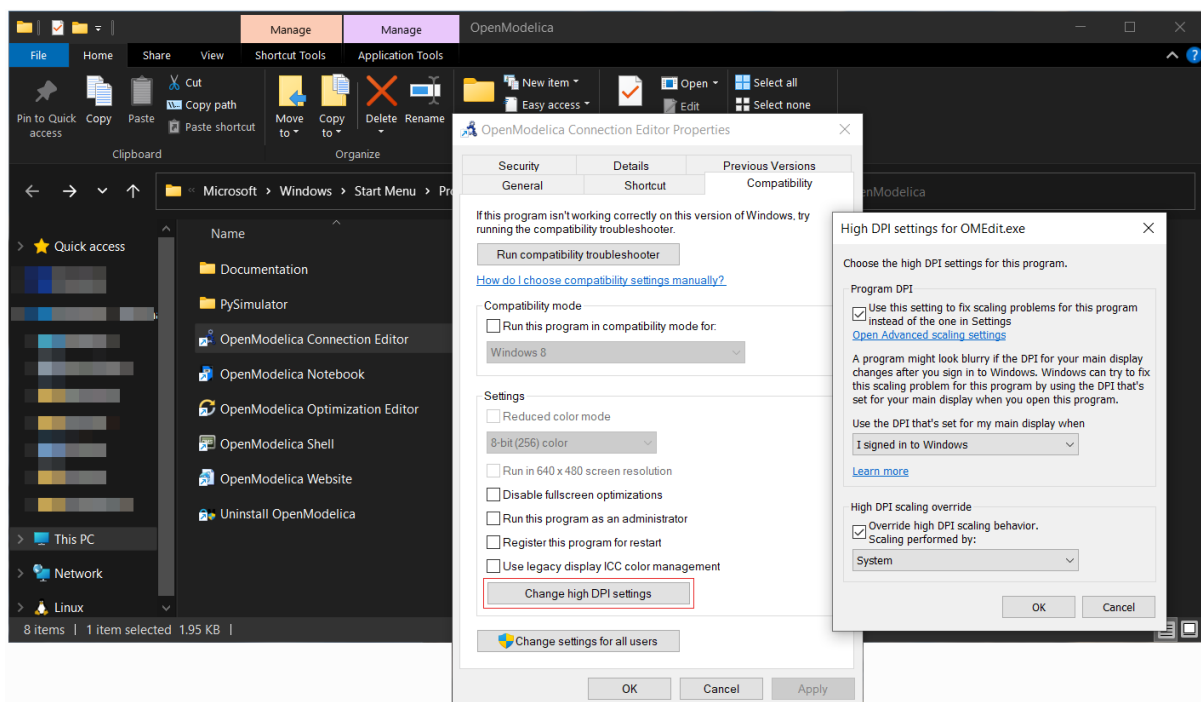 Manage
Manage
OpenModelica
File
Home
Share
View
Shortcut Tools
Application Tools
Pin to Quick
access
Copy
Paste
Cut
Copy path
Paste shortcut
Clipboard
Move
to
Copy
to
Delete
Rename
Organize
New item
Easy access
Open
Edit
Select all
Select none
« Microsoft > Windows > Start Menu >
Quick access
This PC
Network
Linux
Name
Documentation
PySimulator
OpenModelica Connection Editor
OpenModelica Notebook
OpenModelica Optimization Editor
OpenModelica Shell
OpenModelica Website
Uninstall OpenModelica
8 items | 1 item selected 1.95 KB |
OpenModelica Connection Editor Properties
Security
Details
Previous Versions
General
Shortcut
Compatibility
If this program isn't working correctly on this version of Windows, try
running the compatibility troubleshooter.
Run compatibility troubleshooter
How do I choose compatibility settings manually?
Compatibility mode
Run this program in compatibility mode for:
Windows 8
Settings
Reduced color mode
8-bit (256) color
Run in 640 x 480 screen resolution
Disable fullscreen optimizations
Run this program as an administrator
Register this program for restart
Use legacy display ICC color management
Change high DPI settings
Change settings for all users
OK
Cancel
Apply
High DPI settings for OMEdit.exe
Choose the high DPI settings for this program.
Program DPI
Use this setting to fix scaling problems for this program
instead of the one in Settings
Open Advanced scaling settings
A program might look blurry if the DPI for your main display
changes after you sign in to Windows. Windows can try to fix
this scaling problem for this program by using the DPI that's
set for your main display when you open this program.
Use the DPI that's set for my main display when
I signed in to Windows
Learn more
High DPI scaling override
Override high DPI scaling behavior.
Scaling performed by:
System
OK
Cancel